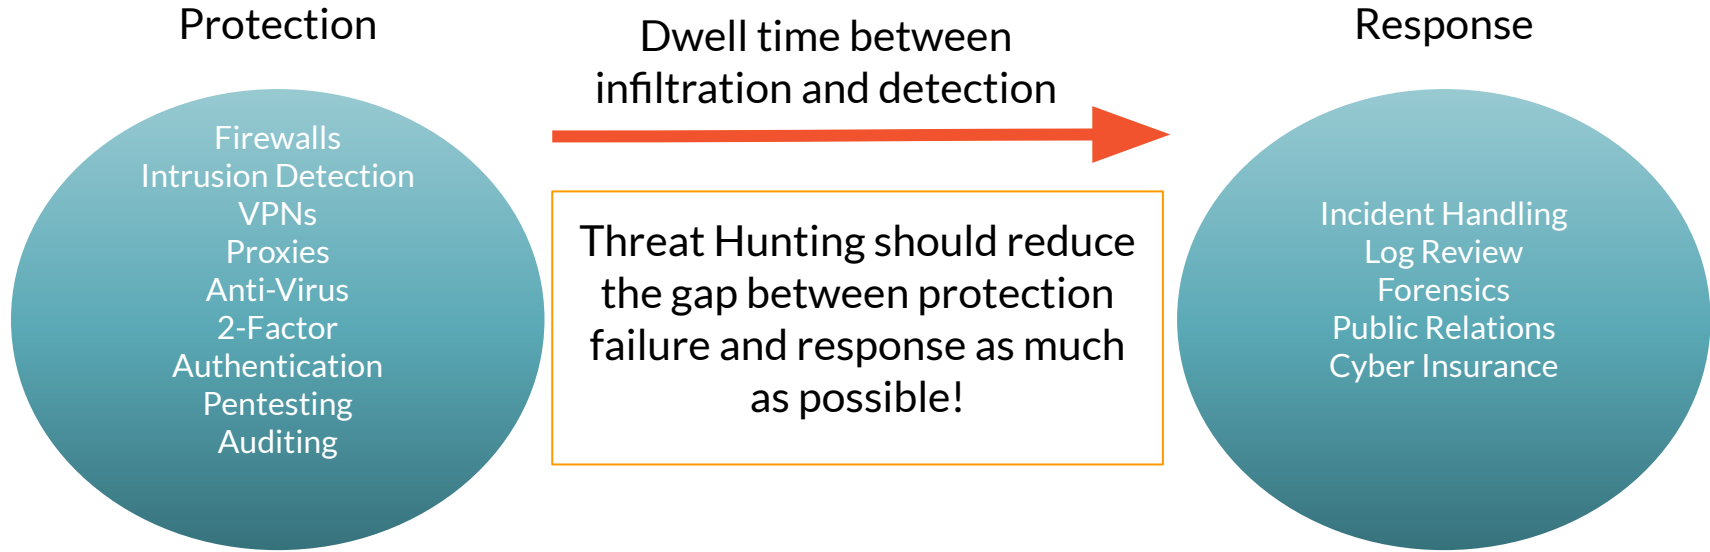 Protection
Firewalls
Intrusion Detection
VPNs
Proxies
Anti-Virus
2-Factor
Authentication
Pentesting
Auditing
Dwell time between
infiltration and detection
Threat Hunting should reduce
the gap between protection
failure and response as much
as possible!
Response
Incident Handling
Log Review
Forensics
Public Relations
Cyber Insurance